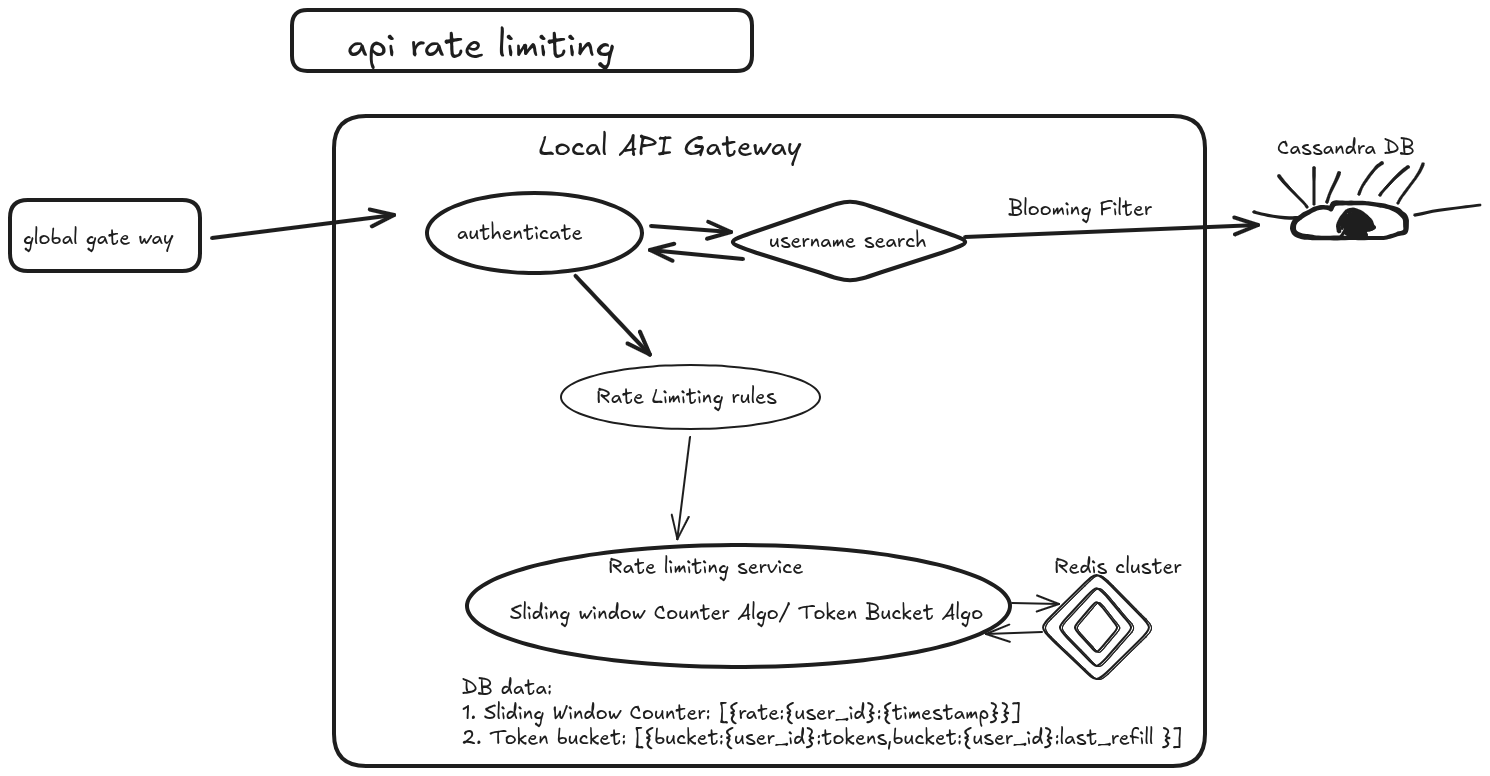 api rate limiting
Local API Gateway
Cassandra DB
global gate way
authenticate
username search
Blooming Filter
Rate Limiting rules
Rate limiting service
Sliding window Counter Algo/ Token Bucket Algo
Redis cluster
DB data:
1. Sliding Window Counter: [{rate:{user_id}:{timestamp}}]
2. Token bucket: [{bucket:{user_id}:tokens,bucket:{user_id}:last_refill }]